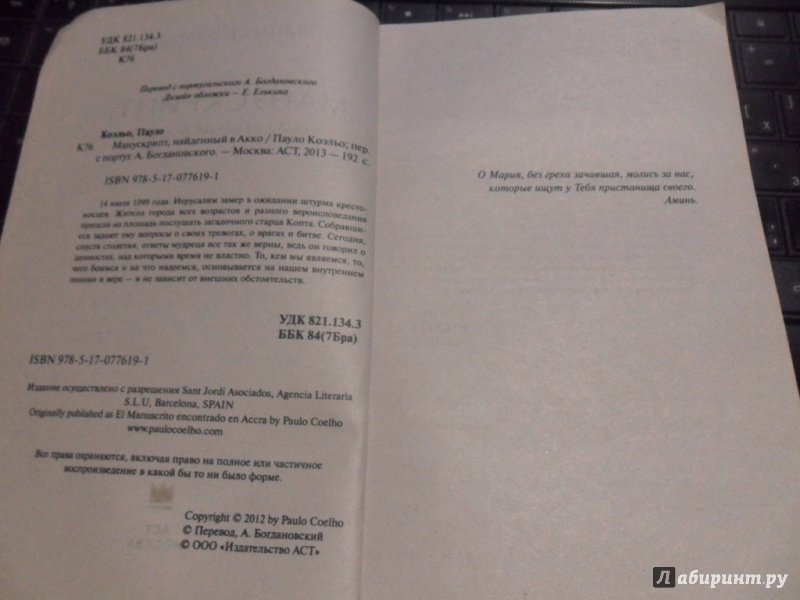 УДК 821.134.3
ББК 84(7Бра)
К76
Перевод с португальского А. Богдановского
Дизайн обложки — Е. Елькина
Коэльо, Пауло
К76 Манускрипт, найденный в Акко / Пауло Коэльо; пер.
с португ. А. Богдановского. — Москва: АСТ, 2013 — 192 с.
ISBN 978-5-17-077619-1
14 июля 1099 года. Иерусалим замер в ожидании штурма кресто-
носцев. Жители города всех возрастов и разного вероисповедания
пришли на площадь послушать загадочного старца Копта. Собравши-
еся задают ему вопросы о своих тревогах, о врагах и битве. Сегодня,
спустя столетия, ответы мудреца все так же верны, ведь он говорил о
ценностях, над которыми время не властно. То, кем мы являемся, то,
чего боимся и на что надеемся, основывается на нашем внутреннем
знании и вере — и не зависит от внешних обстоятельств.
УДК 821.134.3
ББК 84(7Бра)
ISBN 978-5-17-077619-1
Издание осуществлено с разрешения Sant Jordi Asociados, Agencia Literaria
S.L.U, Barcelona, SPAIN
Originally published as El Manuscrito encontrado en Accra by Paulo Coelho
www.paulocoelho.com
Все права охраняются, включая право на полное или частичное
воспроизведение в какой бы то ни было форме.
Copyright © 2012 by Paulo Coelho
© Перевод, А. Богдановский
© ООО «Издательство АСТ»
О Мария, без греха зачавшая, молись за нас,
которые ищут у Тебя пристанища своего.
Аминь.
Лабиринт.ру